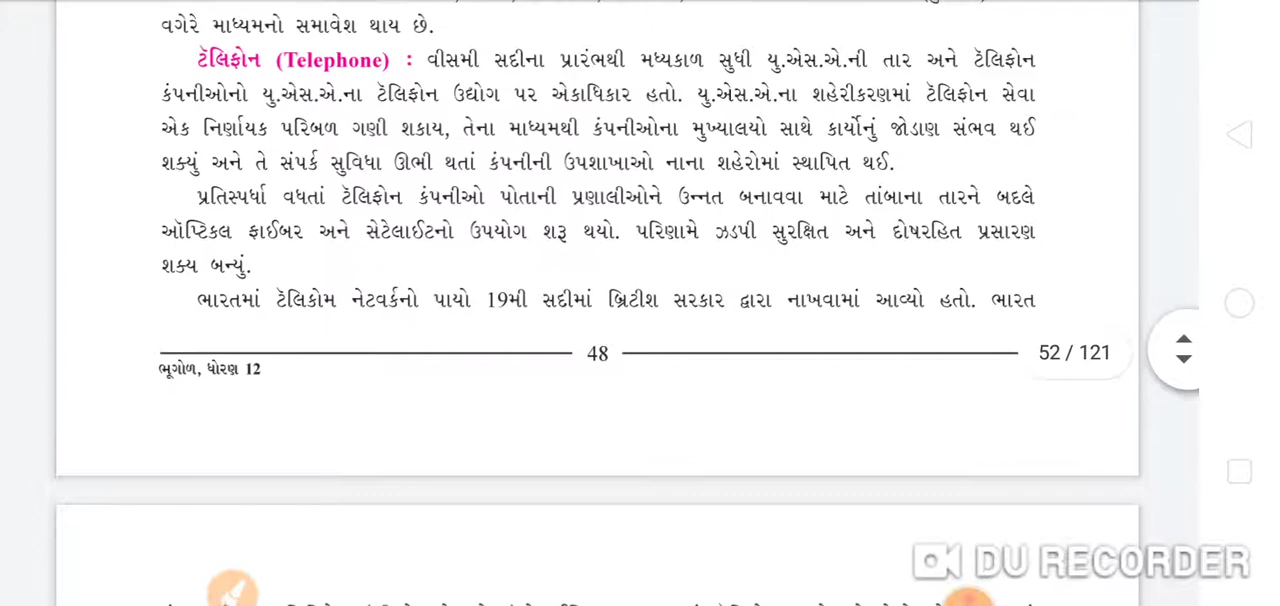 વગેરે માધ્યમનો સમાવેશ થાય છે.
ટૅલિફોન (Telephone) : વીસમી સદીના પ્રારંભથી મધ્યકાળ સુધી યુ.એસ.એ.ની તાર અને ટૅલિફોન
કંપનીઓનો યુ.એસ.એ.ના ટૅલિફોન ઉદ્યોગ પર એકાધિકાર હતો. યુ.એસ.એ.ના શહેરીકરણમાં ટૅલિફોન સેવા
એક નિર્ણાયક પરિબળ ગણી શકાય, તેના માધ્યમથી કંપનીઓના મુખ્યાલયો સાથે કાર્યોનું જોડાણ સંભવ થઈ
શક્યું અને તે સંપર્ક સુવિધા ઊભી થતાં કંપનીની ઉપશાખાઓ નાના શહેરોમાં સ્થાપિત થઈ.
પ્રતિસ્પર્ધા વધતાં ટૅલિફોન કંપનીઓ પોતાની પ્રણાલીઓને ઉન્નત બનાવવા માટે તાંબાના તારને બદલે
ઑપ્ટિકલ ફાઈબર અને સેટેલાઈટનો ઉપયોગ શરૂ થયો. પરિણામે ઝડપી સુરક્ષિત અને દોષરહિત પ્રસારણ
શક્ય બન્યું.
ભારતમાં ટૅલિકોમ નેટવર્કનો પાયો 19મી સદીમાં બ્રિટીશ સરકાર દ્વારા નાખવામાં આવ્યો હતો. ભારત
48
52 / 121
ભૂગોળ, ધોરણ 12
DU RECORDER